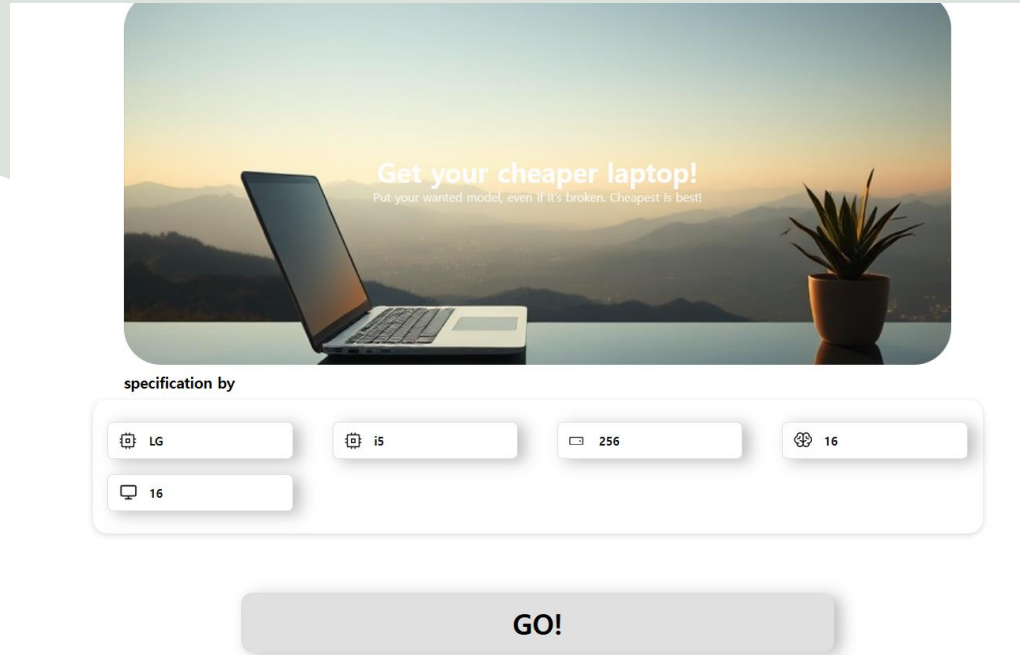 Get your cheaper laptop!
Put your wanted model, even if it's broken. Cheapest is best!
specification by
LG
i5
256
16
16
GO!